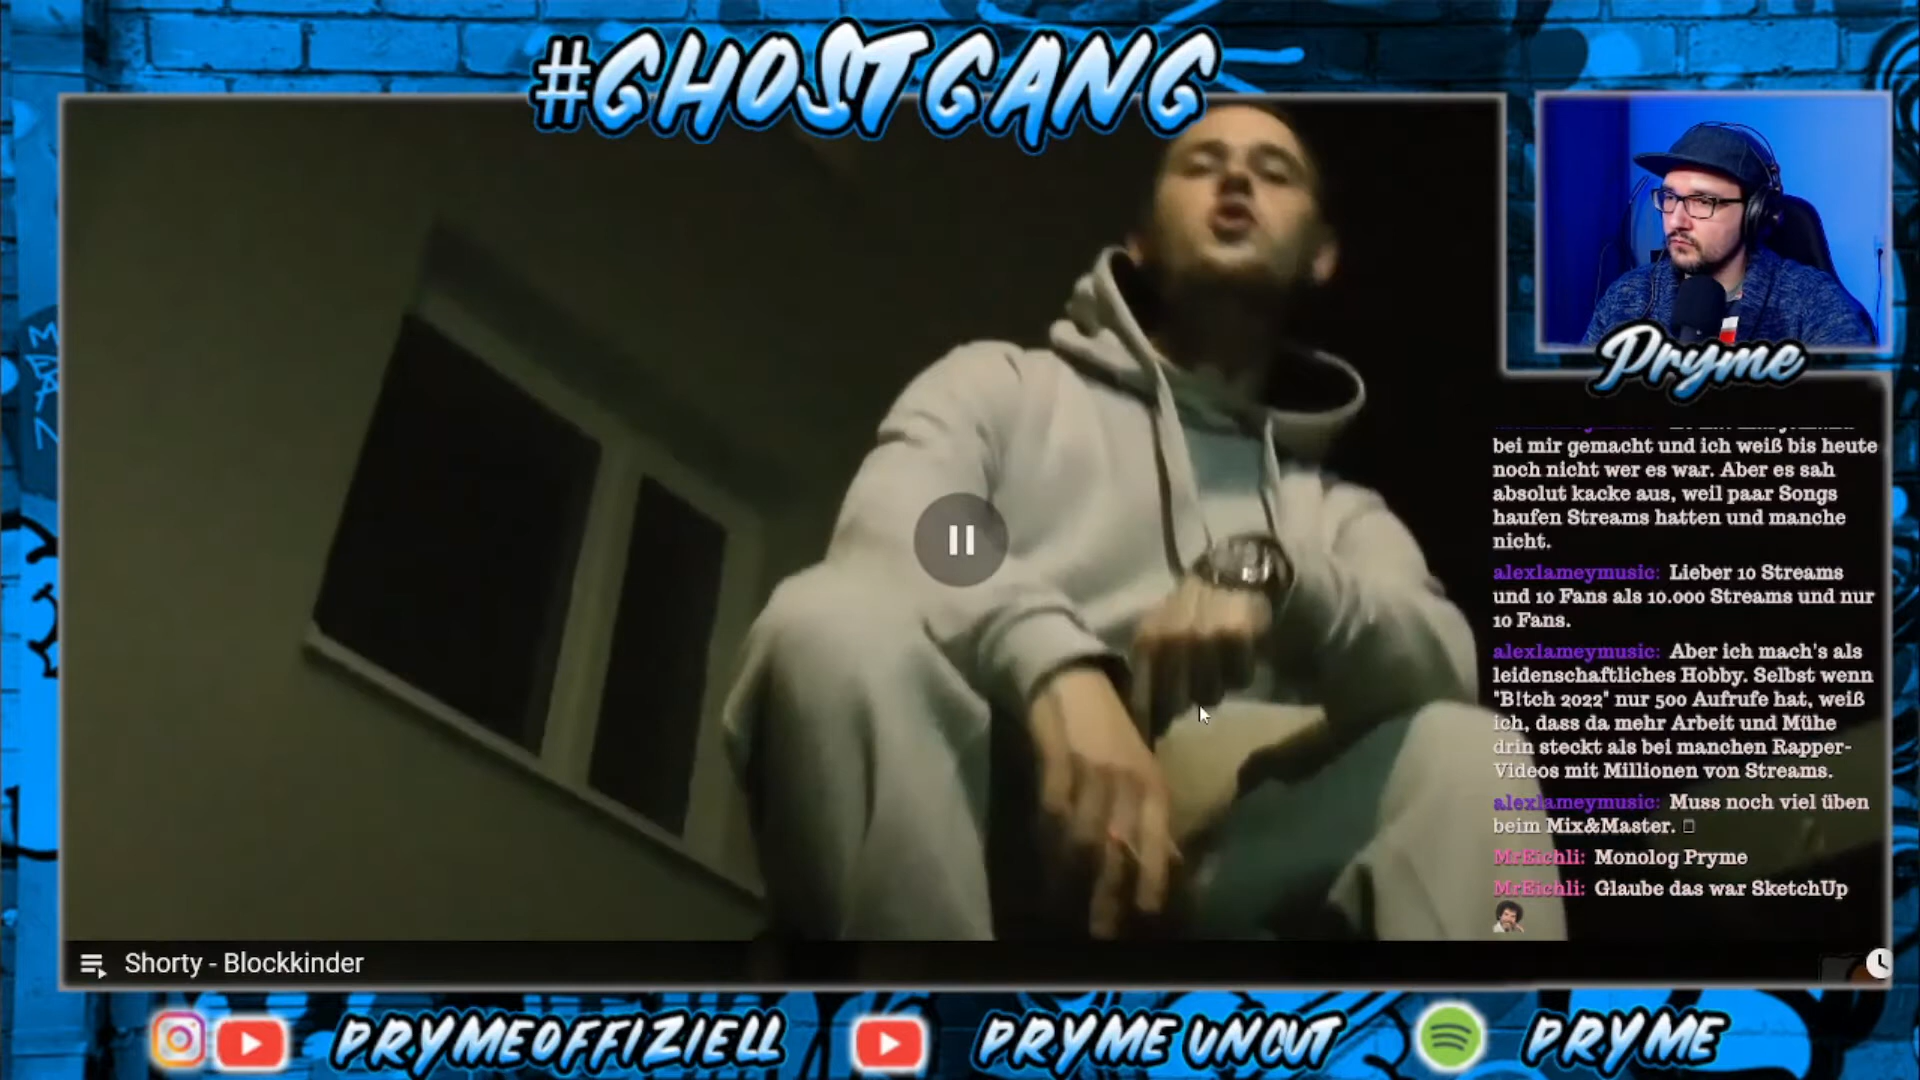 #GHOSTGANG
Pryme
bei mir gemacht und ich weiß bis heute
noch nicht wer es war. Aber es sah
absolut kacke aus, weil paar Songs
haufen Streams hatten und manche
nicht.
alexlameymusic: Lieber 10 Streams
und 10 Fans als 10.000 Streams und nur
10 Fans.
alexlameymusic: Aber ich mach's als
leidenschaftliches Hobby. Selbst wenn
"B!tch 2022" nur 500 Aufrufe hat, weiß
ich, dass da mehr Arbeit und Mühe
drin steckt als bei manchen Rapper-
Videos mit Millionen von Streams.
alexlameymusic: Muss noch viel üben
beim Mix&Master.
MrEichli: Monolog Pryme
MrEichli: Glaube das war SketchUp
Shorty - Blockkinder
PRYMEOFFIZIELL PRYME UNCUT PRYME